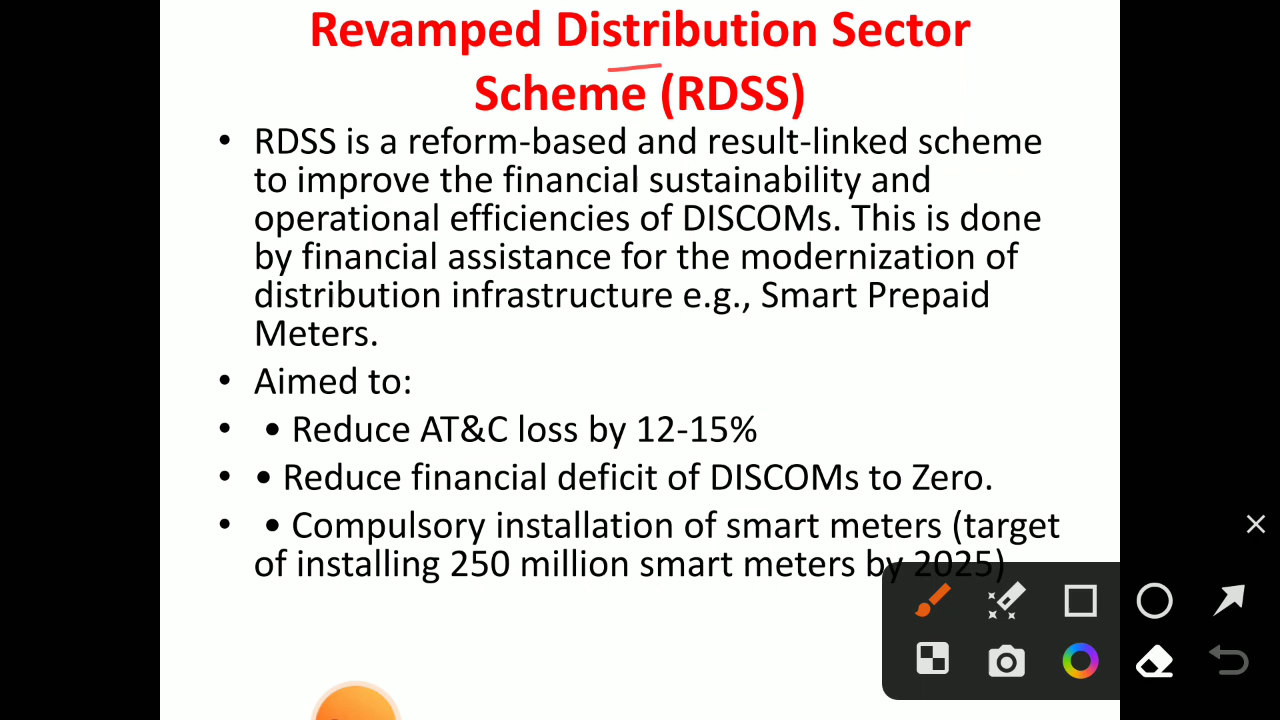 Revamped Distribution Sector
Scheme (RDSS)
• RDSS is a reform-based and result-linked scheme
to improve the financial sustainability and
operational efficiencies of DISCOMs. This is done
by financial assistance for the modernization of
distribution infrastructure e.g., Smart Prepaid
Meters.
• Aimed to:
• • Reduce AT&C loss by 12-15%
• • Reduce financial deficit of DISCOMs to Zero.
• • Compulsory installation of smart meters (target
of installing 250 million smart meters by 2025)